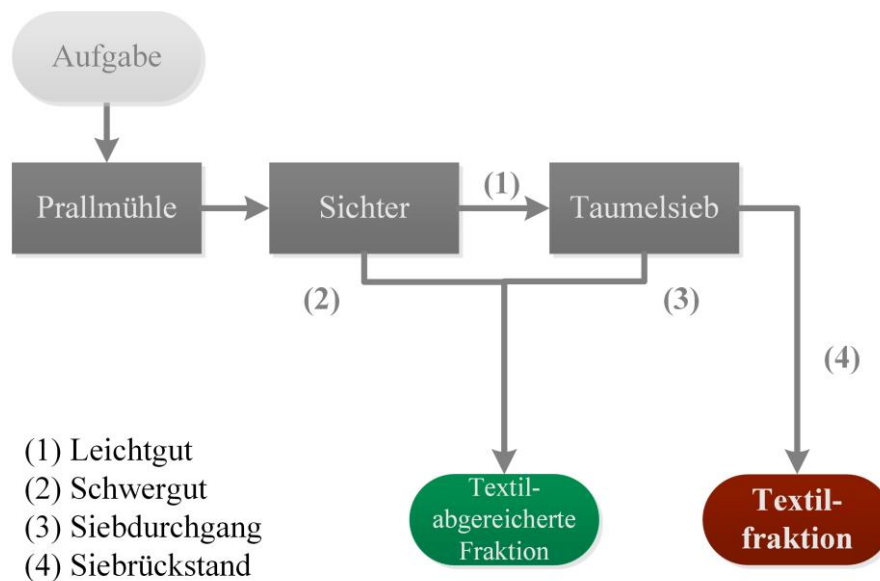 Aufgabe
Prallmühle
Sichter
(1)
Taumelsieb
(2)
(3)
(4)
(1) Leichtgut
(2) Schwergut
(3) Siebdurchgang
(4) Siebrückstand
Textil-
abgereicherte
Fraktion
Textil-
fraktion